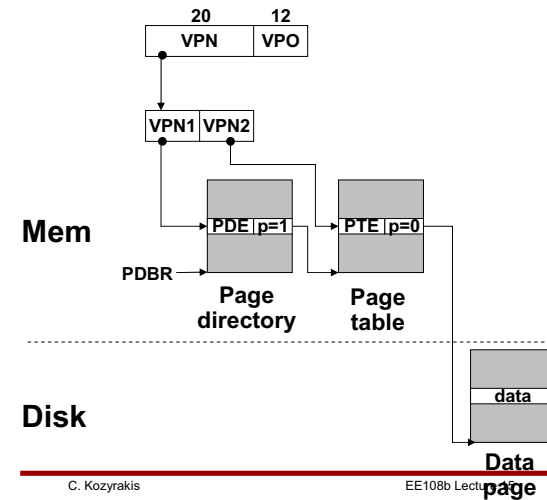 20 12
VPN VPO
VPN1 VPN2
Mem
PDE p=1 PTE p=0
PDBR
Page directory
Page table
data
Disk
Data page
C. Kozyrakis
EE108b Lecture 15